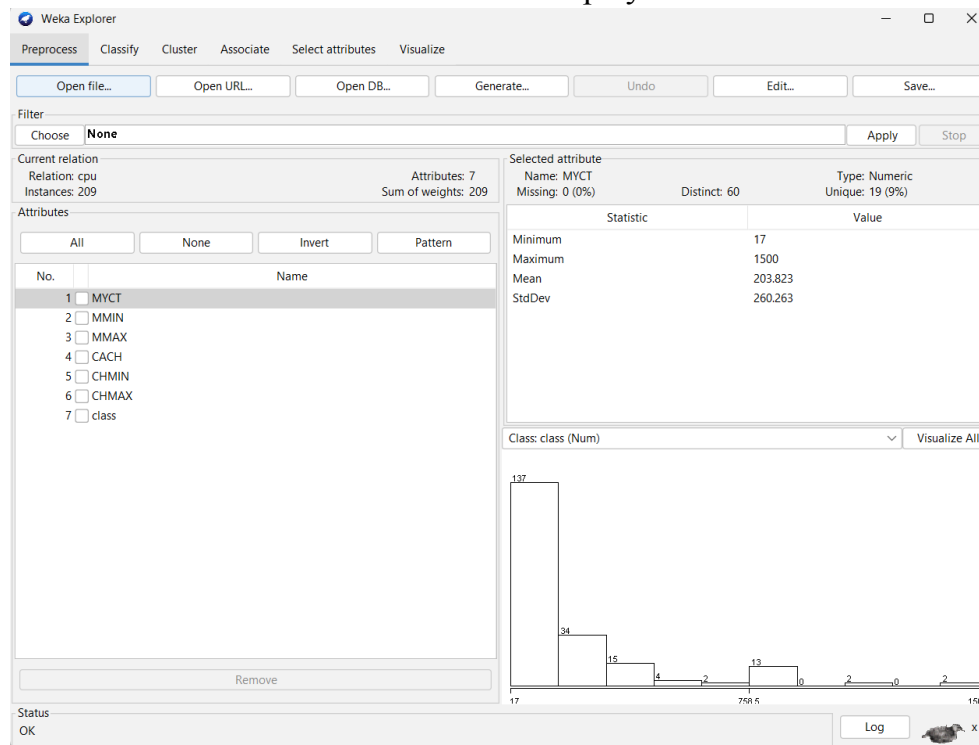 Weka Explorer
Preprocess Classify Cluster Associate Select attributes Visualize
Open file... Open URL... Open DB... Generate... Undo Edit... Save...
Filter
Choose None Apply Stop
Current relation
Relation: cpu Attributes: 7
Instances: 209 Sum of weights: 209
Attributes
All None Invert Pattern
No. Name
1 MYCT
2 MMIN
3 MMAX
4 CACH
5 CHMIN
6 CHMAX
7 class
Remove
Selected attribute
Name: MYCT Type: Numeric
Missing: 0 (0%) Distinct: 60 Unique: 19 (9%)
Statistic Value
Minimum 17
Maximum 1500
Mean 203.823
StdDev 260.263
Class: class (Num) Visualize All
137
34
15
4
2
13
0
2
0
2
17 758.5
Status
OK
Log x